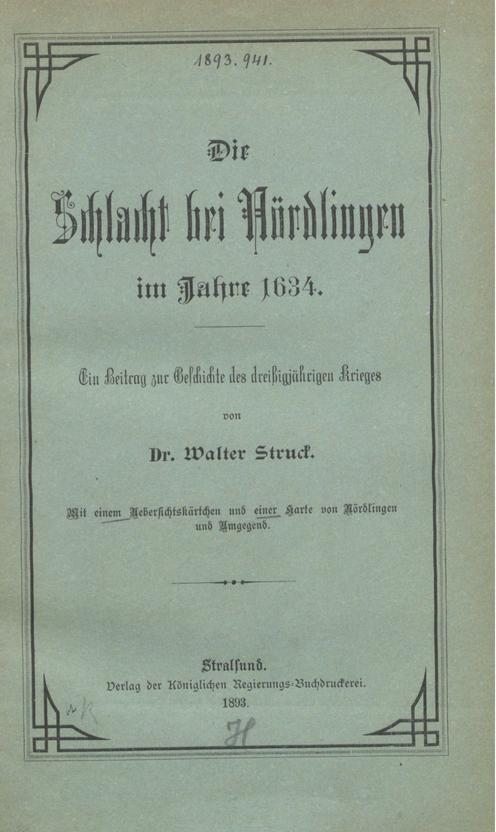 1893.941.
Die
Schlacht bei Nördlingen
im Jahre 1634.
Ein Beitrag zur Geschichte des dreißigjährigen Krieges
von
Dr. Walter Struck.
Mit einem Uebersichtskärtchen und einer Karte von Nördlingen
und Umgegend.
Stralsund.
Verlag der Königlichen Regierungs-Buchdruckerei.
1893.